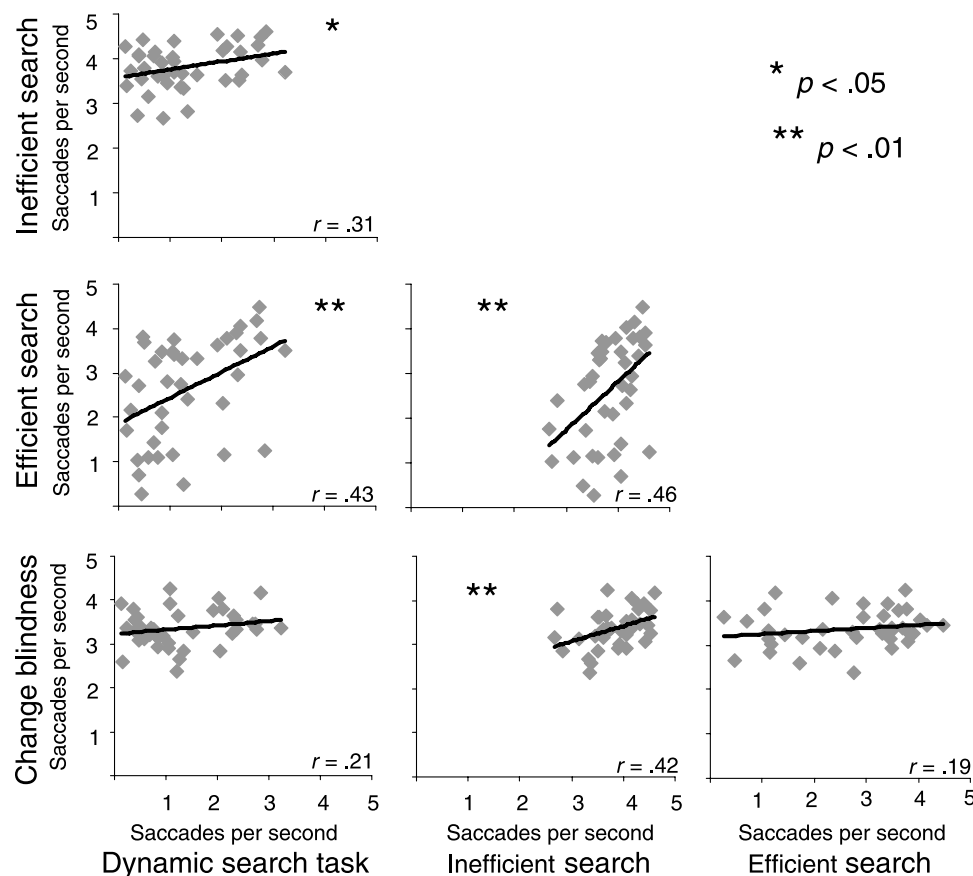 Inefficient search
Saccades per second
5
4
3
2
1
*
r = .31
* p < .05
** p < .01
Efficient search
Saccades per second
5
4
3
2
1
**
r = .43
**
r = .46
Change blindness
Saccades per second
5
4
3
2
1
r = .21
**
r = .42
r = .19
1 2 3 4 5
1 2 3 4 5
1 2 3 4 5
Saccades per second
Dynamic search task
Saccades per second
Inefficient search
Saccades per second
Efficient search